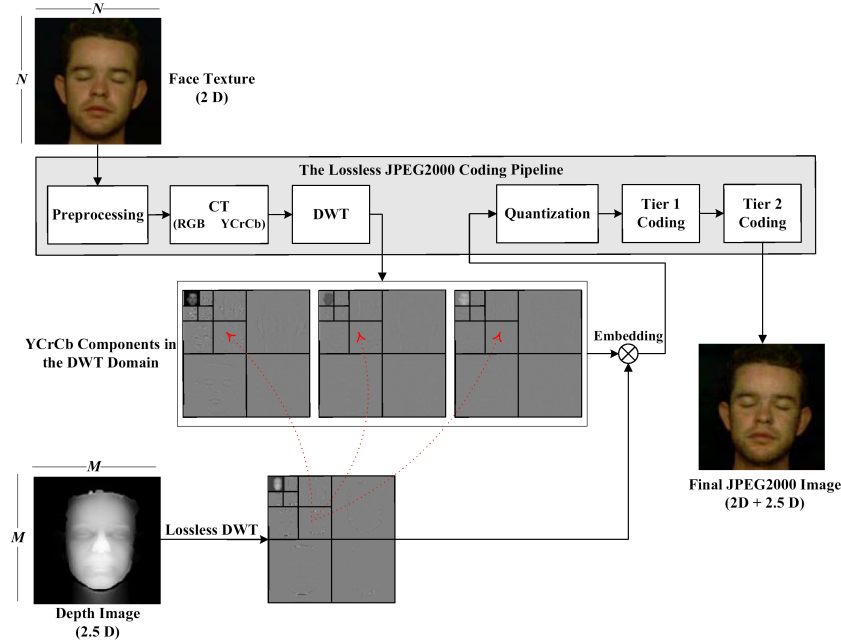 N
N
Face Texture
(2 D)
The Lossless JPEG2000 Coding Pipeline
Preprocessing
CT
(RGB YCrCb)
DWT
Quantization
Tier 1
Coding
Tier 2
Coding
YCrCb Components in
the DWT Domain
Embedding
M
M
Lossless DWT
Depth Image
(2.5 D)
Final JPEG2000 Image
(2D + 2.5 D)